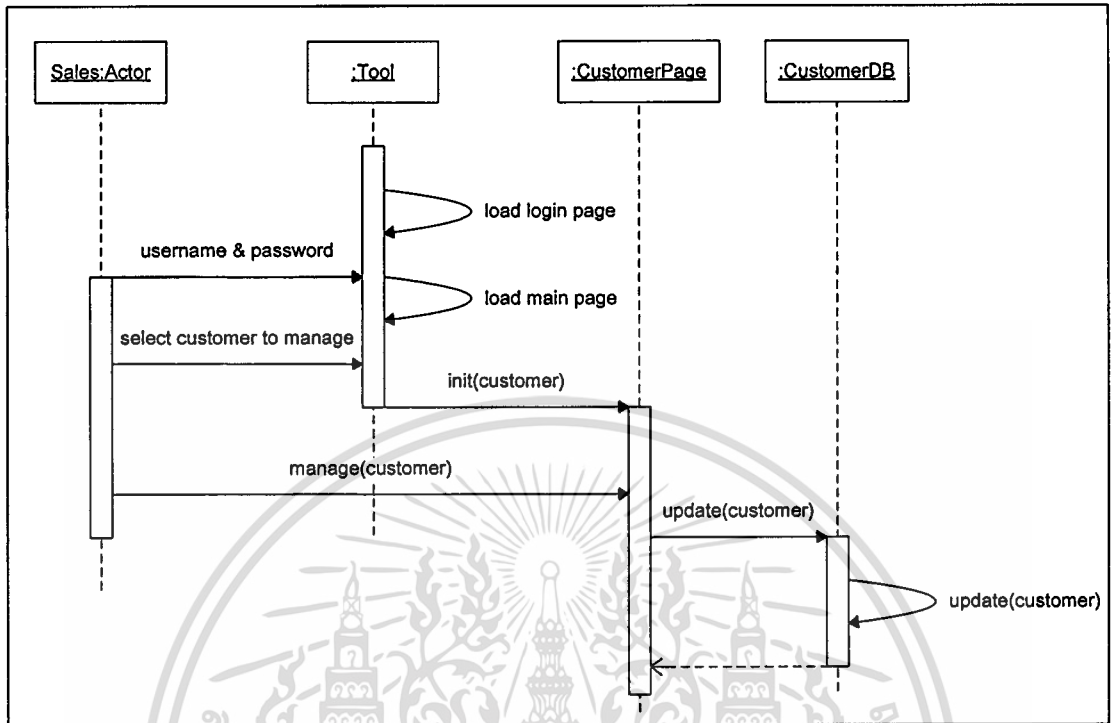 Sales:Actor
:Tool
:CustomerPage
:CustomerDB
load login page
username & password
load main page
select customer to manage
init(customer)
manage(customer)
update(customer)
update(customer)